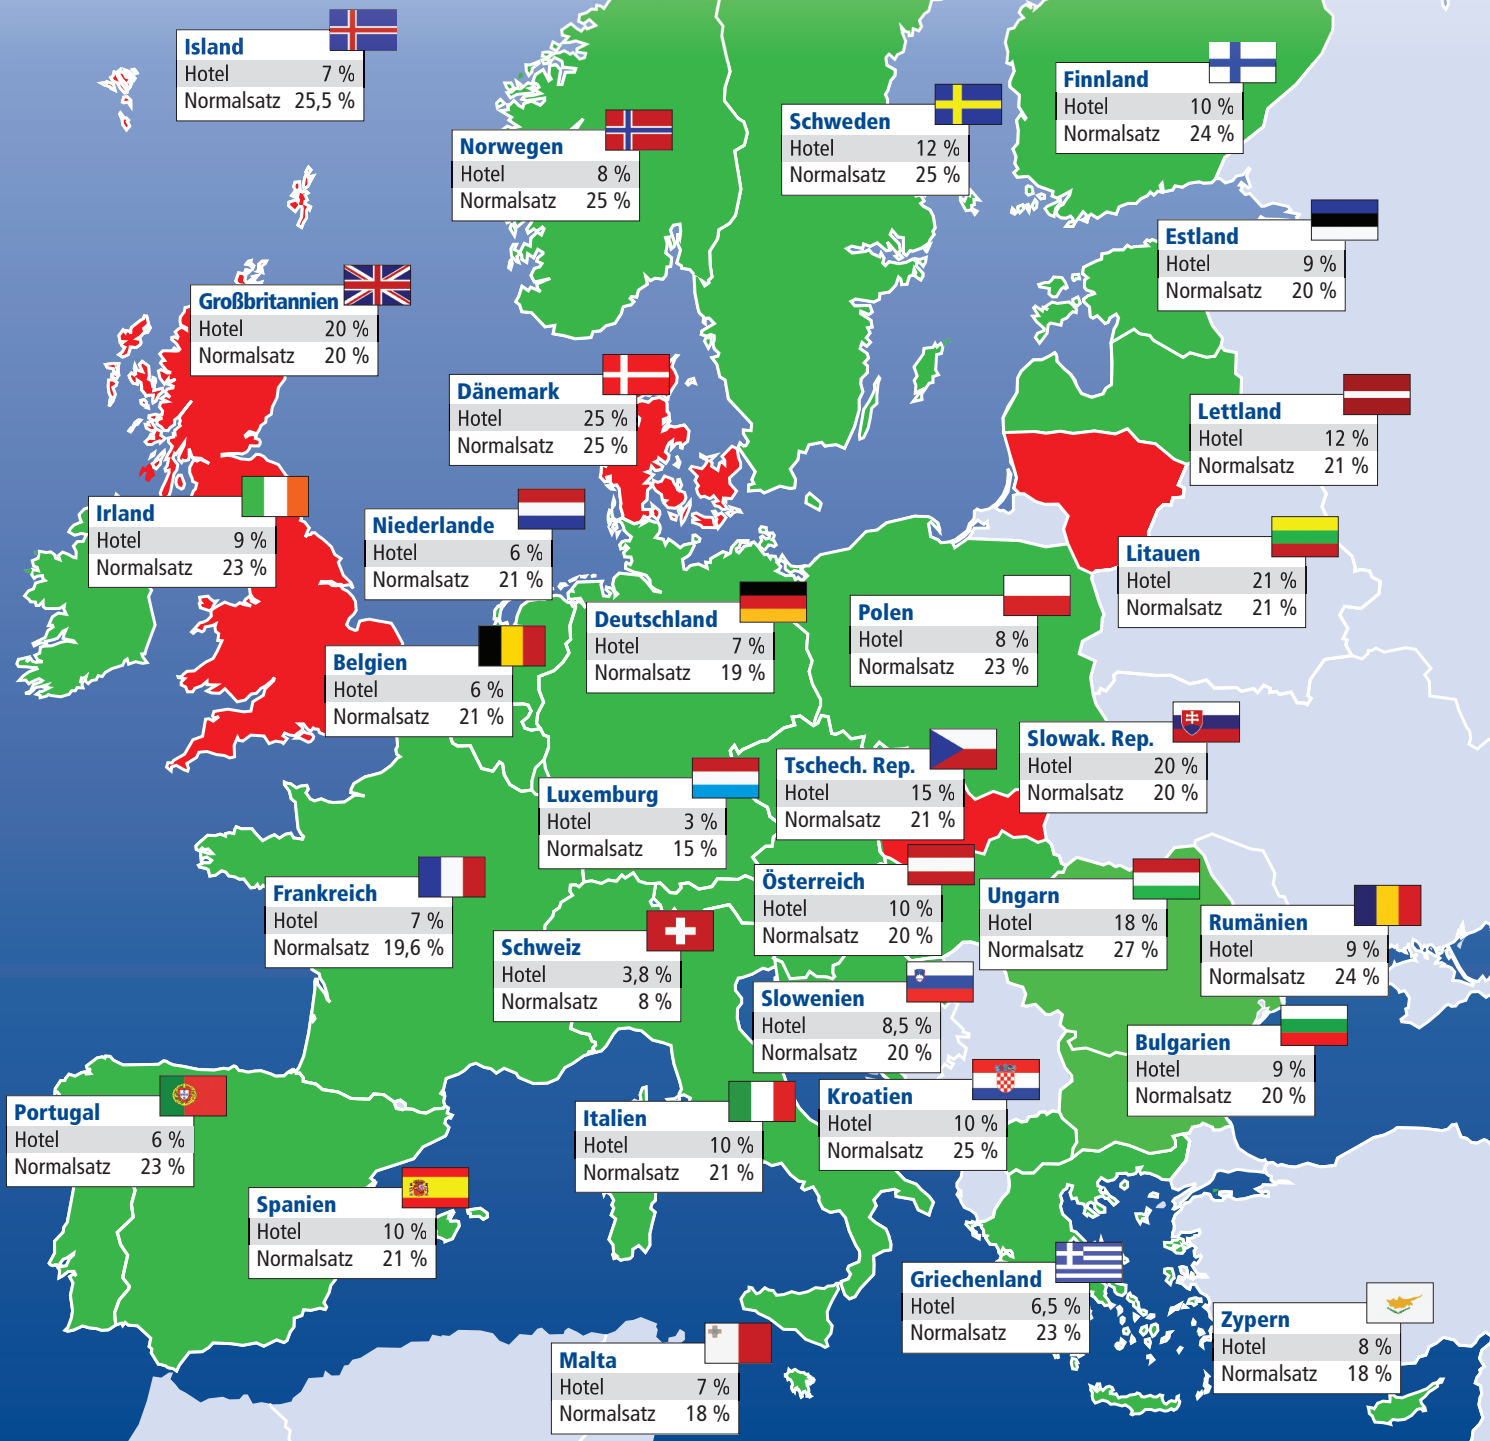 Island
Hotel 7 %
Normalsatz 25,5 %
Finnland
Hotel 10 %
Normalsatz 24 %
Schweden
Hotel 12 %
Normalsatz 25 %
Norwegen
Hotel 8 %
Normalsatz 25 %
Estland
Hotel 9 %
Normalsatz 20 %
Großbritannien
Hotel 20 %
Normalsatz 20 %
Dänemark
Hotel 25 %
Normalsatz 25 %
Lettland
Hotel 12 %
Normalsatz 21 %
Irland
Hotel 9 %
Normalsatz 23 %
Niederlande
Hotel 6 %
Normalsatz 21 %
Litauen
Hotel 21 %
Normalsatz 21 %
Deutschland
Hotel 7 %
Normalsatz 19 %
Polen
Hotel 8 %
Normalsatz 23 %
Belgien
Hotel 6 %
Normalsatz 21 %
Slowak. Rep.
Hotel 20 %
Normalsatz 20 %
Tschech. Rep.
Hotel 15 %
Normalsatz 21 %
Luxemburg
Hotel 3 %
Normalsatz 15 %
Österreich
Hotel 10 %
Normalsatz 20 %
Frankreich
Hotel 7 %
Normalsatz 19,6 %
Ungarn
Hotel 18 %
Normalsatz 27 %
Rumänien
Hotel 9 %
Normalsatz 24 %
Schweiz
Hotel 3,8 %
Normalsatz 8 %
Slowenien
Hotel 8,5 %
Normalsatz 20 %
Bulgarien
Hotel 9 %
Normalsatz 20 %
Kroatien
Hotel 10 %
Normalsatz 25 %
Portugal
Hotel 6 %
Normalsatz 23 %
Italien
Hotel 10 %
Normalsatz 21 %
Spanien
Hotel 10 %
Normalsatz 21 %
Griechenland
Hotel 6,5 %
Normalsatz 23 %
Zypern
Hotel 8 %
Normalsatz 18 %
Malta
Hotel 7 %
Normalsatz 18 %